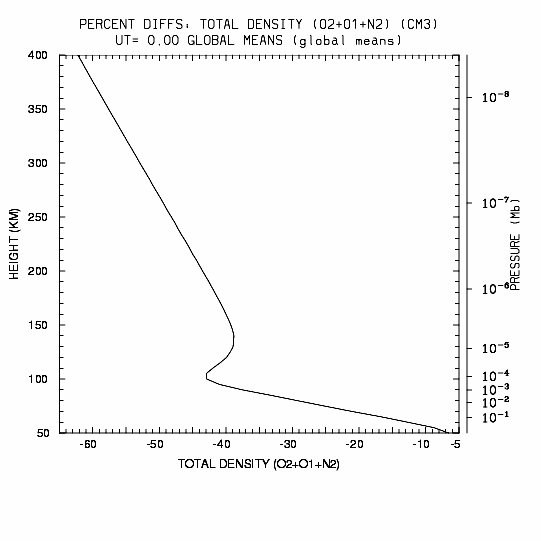 PERCENT DIFFS: TOTAL DENSITY (O2+O1+N2) (CM3)
UT= 0.00 GLOBAL MEANS (global means)
400
350
300
250
200
150
100
50
HEIGHT (KM)
-60 -50 -40 -30 -20 -10 -5
TOTAL DENSITY (O2+O1+N2)
10⁻⁸
10⁻⁷
10⁻⁶
10⁻⁵
10⁻⁴
10⁻³
10⁻²
10⁻¹
PRESSURE (Mb)